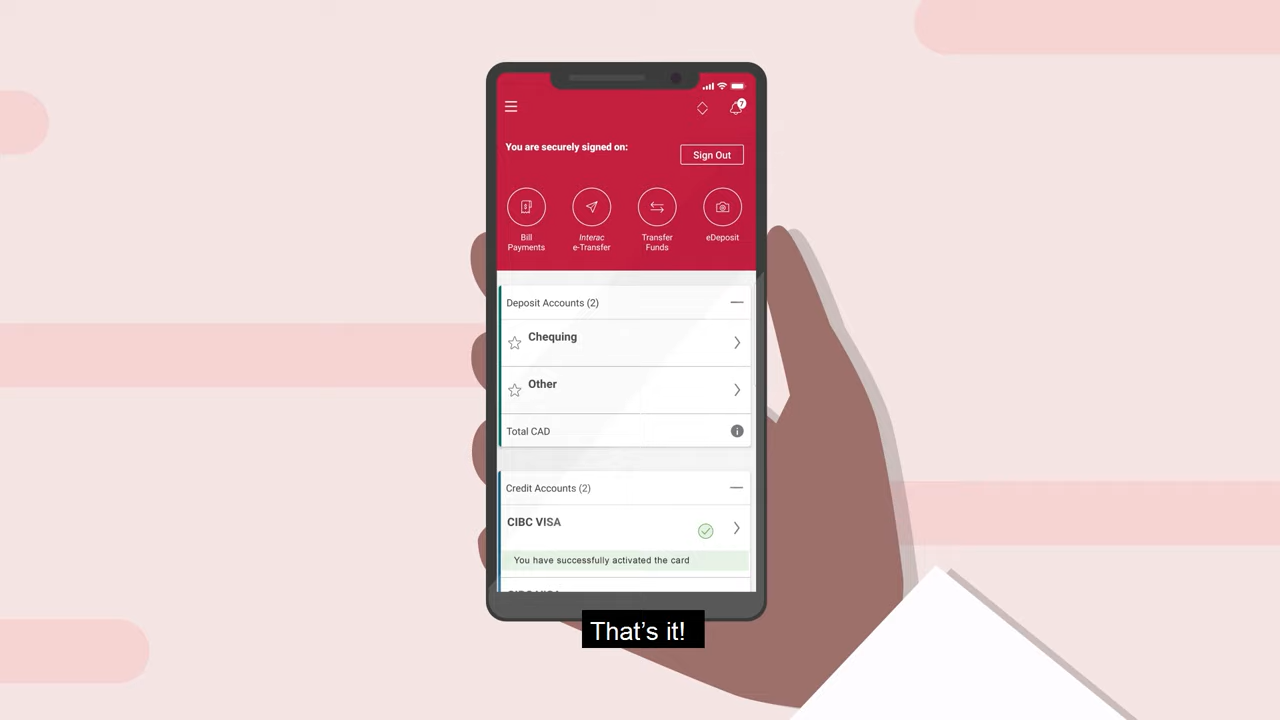 7
You are securely signed on:
Sign Out
Bill
Payments
Interac
e-Transfer
Transfer
Funds
eDeposit
Deposit Accounts (2)
Chequing
Other
Total CAD
Credit Accounts (2)
CIBC VISA
You have successfully activated the card
That's it!